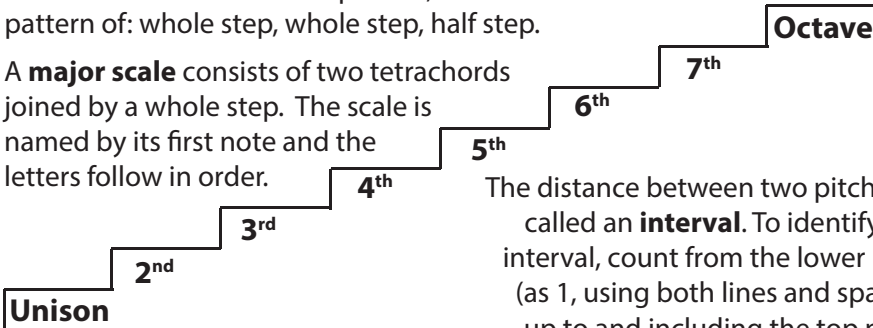 pattern of: whole step, whole step, half step.
A major scale consists of two tetrachords
joined by a whole step. The scale is
named by its first note and the
letters follow in order.
Octave
7th
6th
5th
4th
3rd
2nd
Unison
The distance between two pitch
called an interval. To identify
interval, count from the lower
(as 1, using both lines and spa
up to and including the top